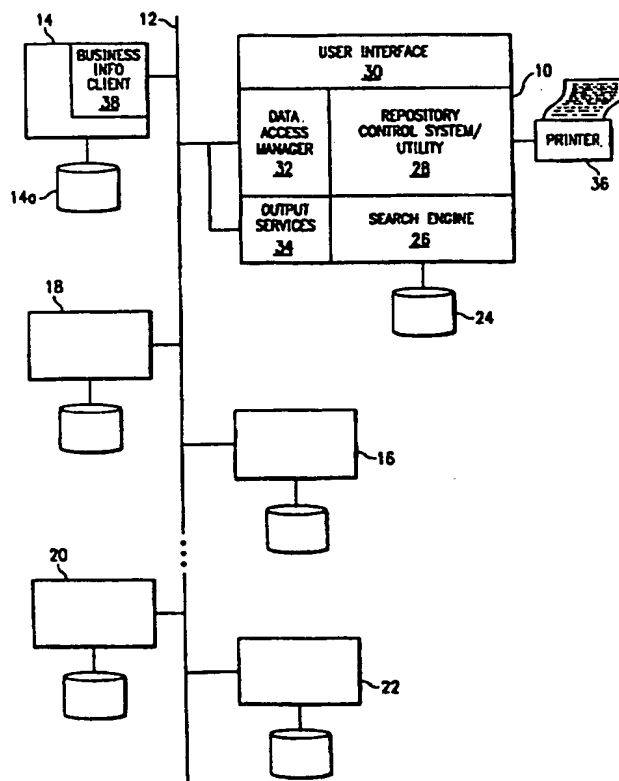 14
12
BUSINESS
INFO
CLIENT
38
14a
USER INTERFACE
30
10
DATA.
ACCESS
MANAGER
32
REPOSITORY
CONTROL SYSTEM/
UTILITY
28
PRINTER.
36
OUTPUT
SERVICES
34
SEARCH ENGINE
26
24
18
16
20
22